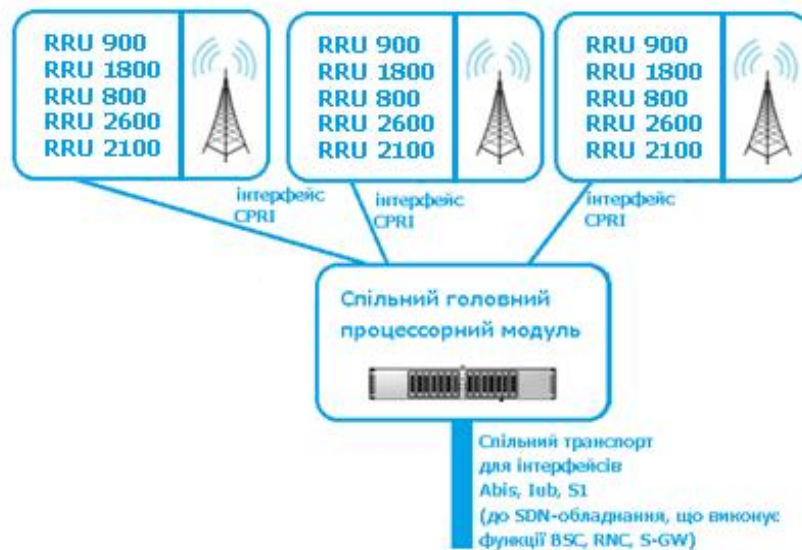 RRU 900
RRU 1800
RRU 800
RRU 2600
RRU 2100
RRU 900
RRU 1800
RRU 800
RRU 2600
RRU 2100
RRU 900
RRU 1800
RRU 800
RRU 2600
RRU 2100
інтерфейс
CPRI
інтерфейс
CPRI
інтерфейс
CPRI
Спільний головний
процессорний модуль
Спільний транспорт
для інтерфейсів
Abis, Iub, S1
(до SDN-обладнання, що виконує
функції BSC, RNC, S-GW)